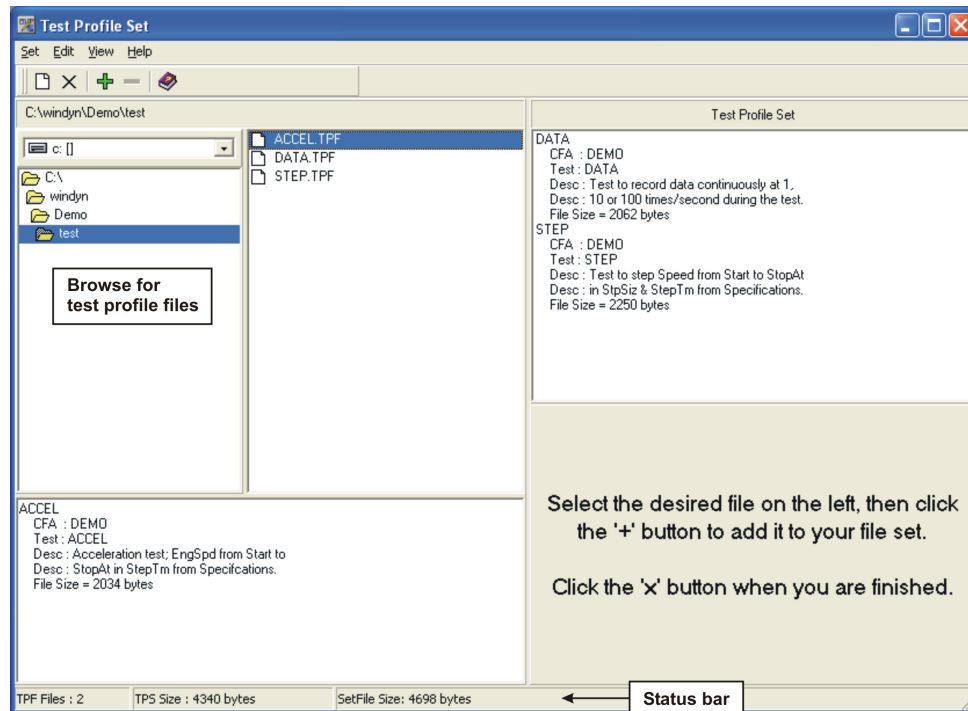 Test Profile Set
Set Edit View Help
C:\windyn\Demo\test
c: []
C:\
windyn
Demo
test
Browse for
test profile files
ACCEL.TPF
DATA.TPF
STEP.TPF
Test Profile Set
DATA
CFA : DEMO
Test : DATA
Desc : Test to record data continuously at 1,
Desc : 10 or 100 times/second during the test.
File Size = 2062 bytes
STEP
CFA : DEMO
Test : STEP
Desc : Test to step Speed from Start to StopAt
Desc : in StpSiz & StepTm from Specifications.
File Size = 2250 bytes
ACCEL
CFA : DEMO
Test : ACCEL
Desc : Acceleration test; EngSpd from Start to
Desc : StopAt in StepTm from Specifcations.
File Size = 2034 bytes
Select the desired file on the left, then click
the '+' button to add it to your file set.
Click the 'x' button when you are finished.
TPF Files : 2
TPS Size : 4340 bytes
SetFile Size: 4698 bytes
Status bar